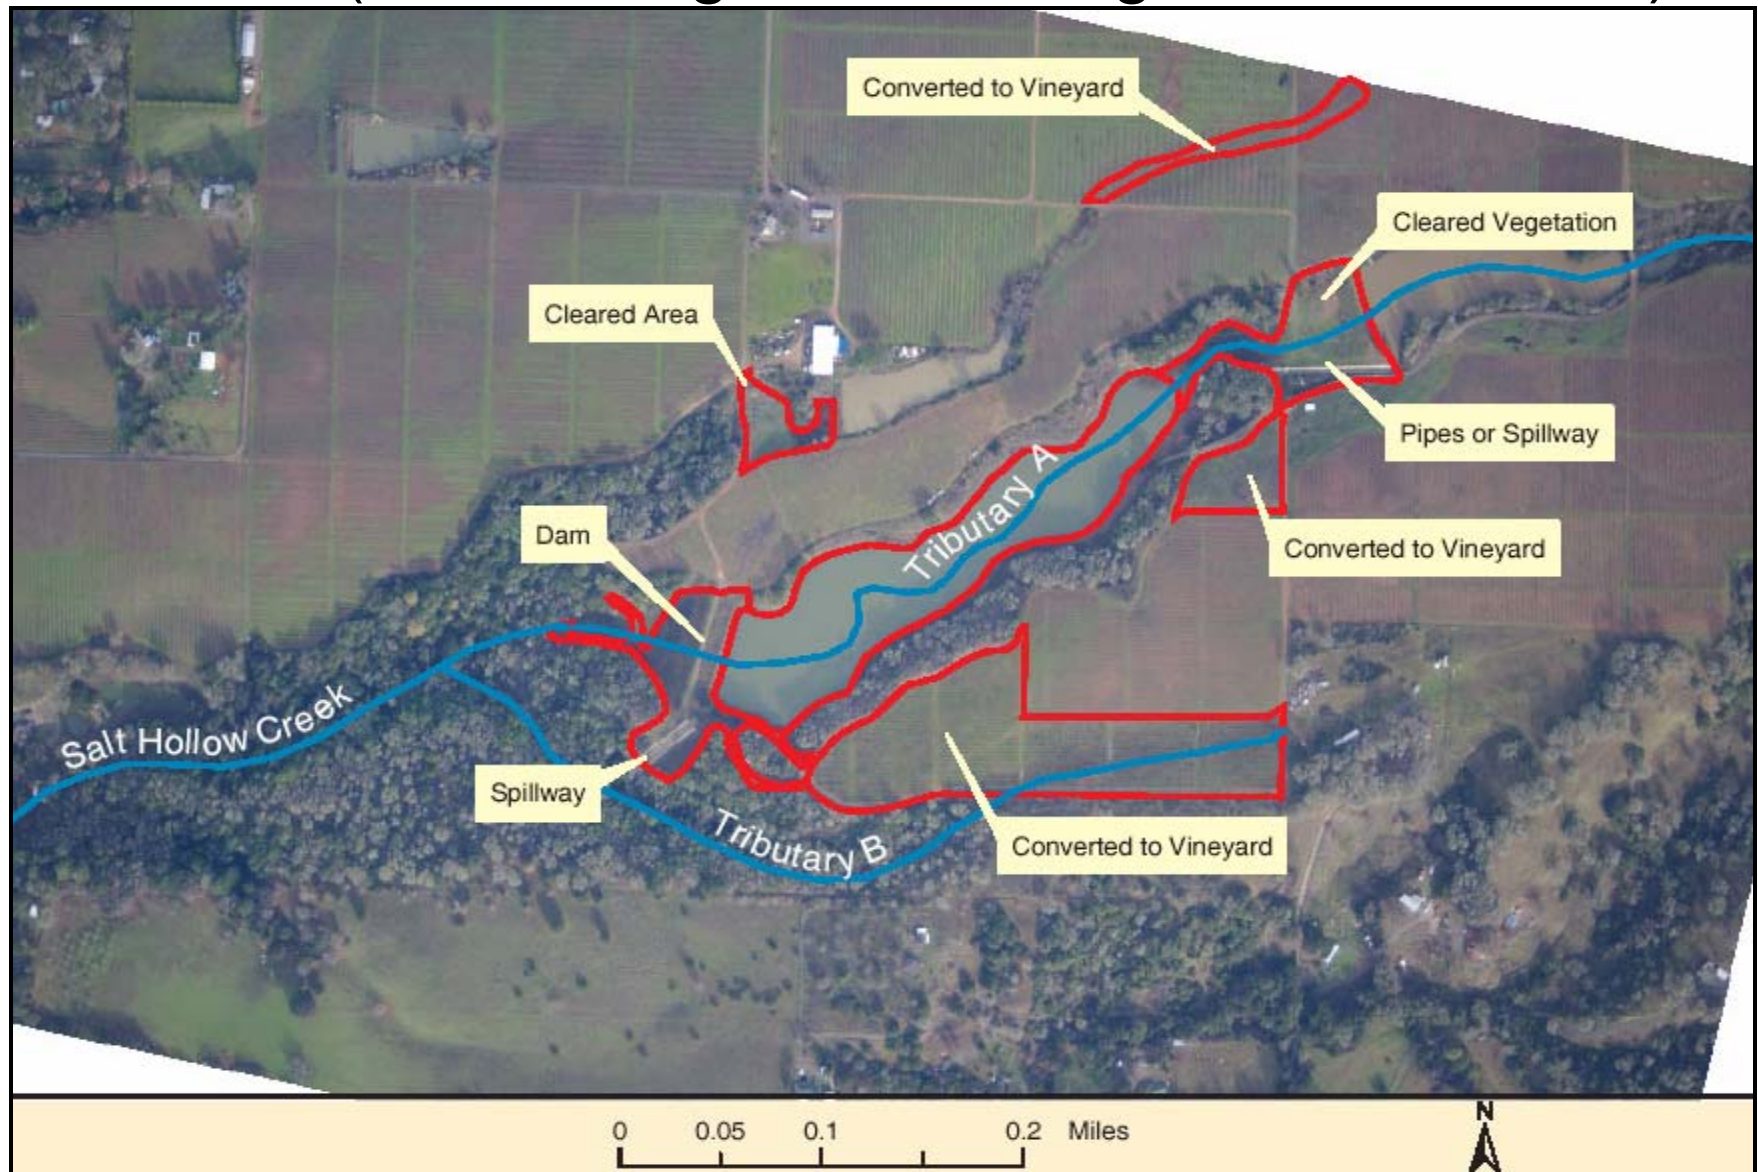 Converted to Vineyard
Cleared Vegetation
Cleared Area
Pipes or Spillway
Tributary A
Dam
Converted to Vineyard
Salt Hollow Creek
Spillway
Tributary B
Converted to Vineyard
N
0 0.05 0.1 0.2 Miles